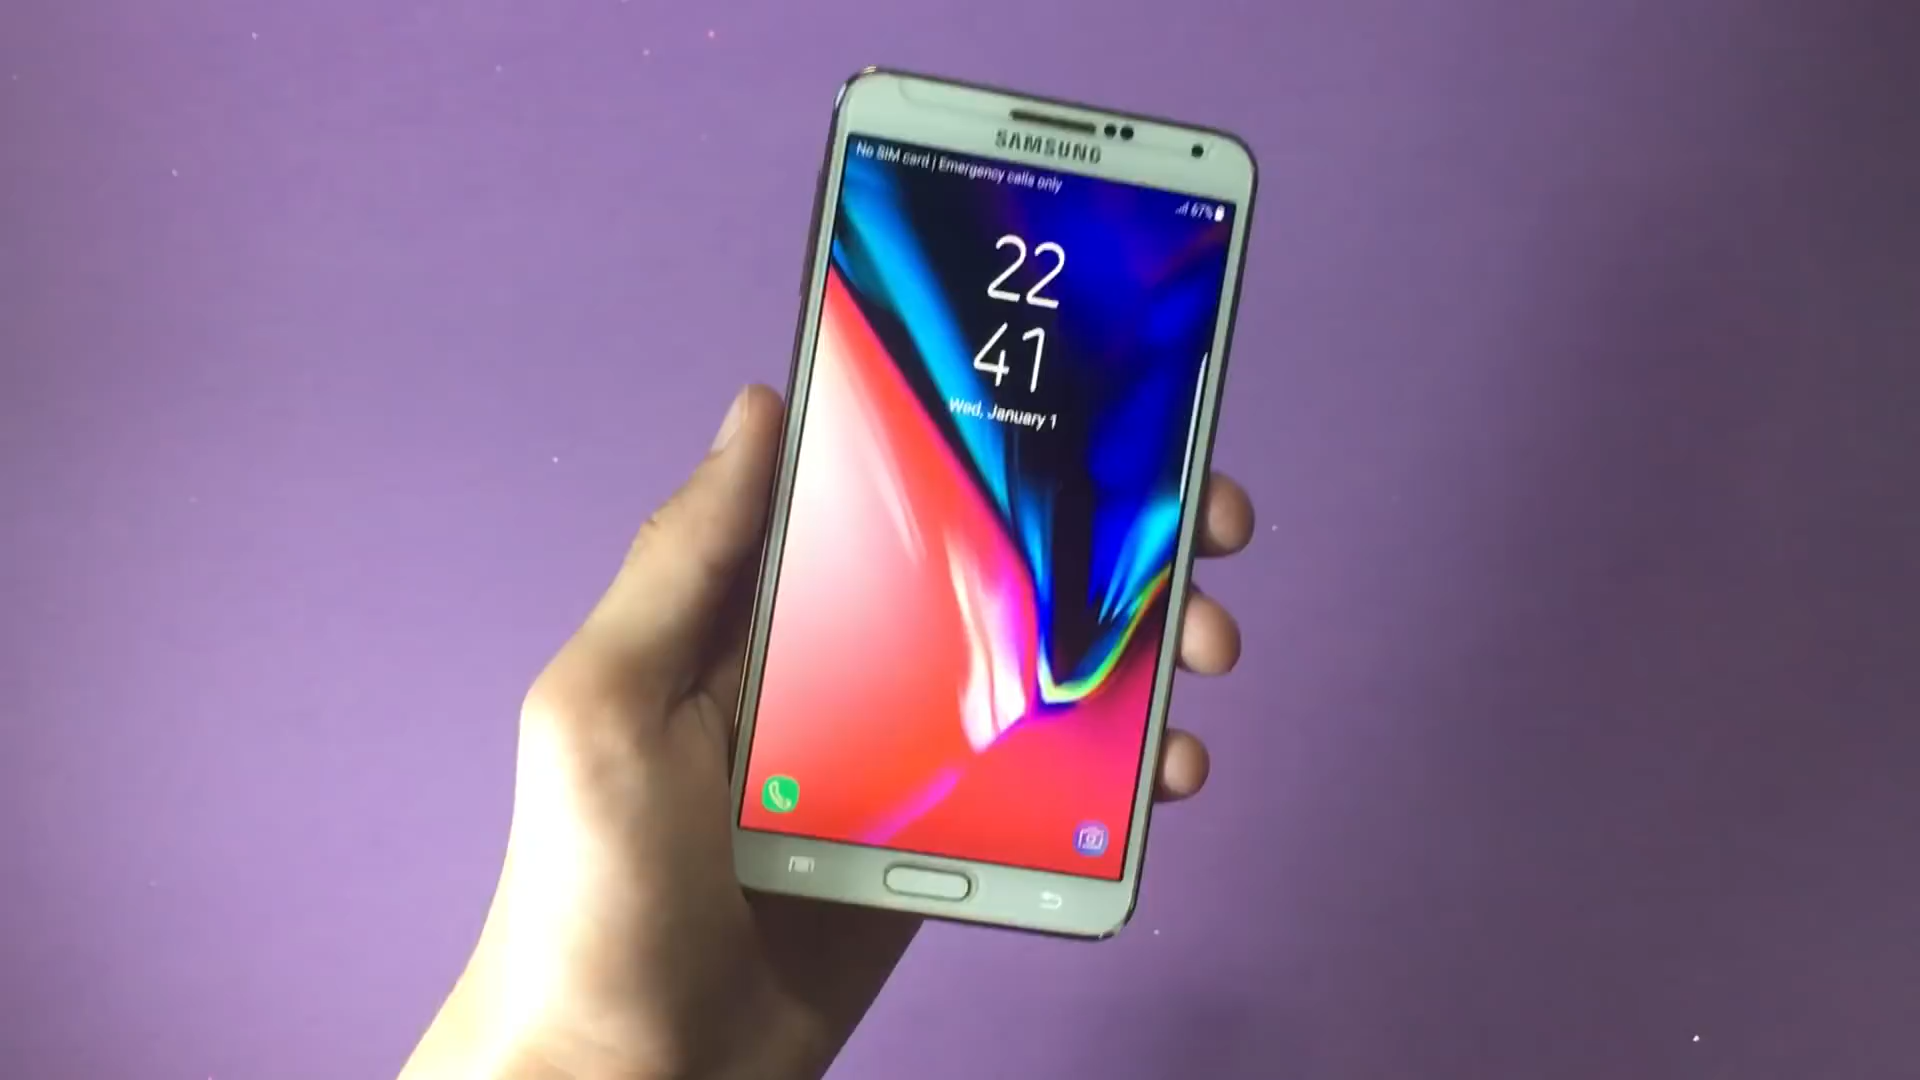 SAMSUNG
No SIM card | Emergency calls only
67%
22
41
Wed, January 1